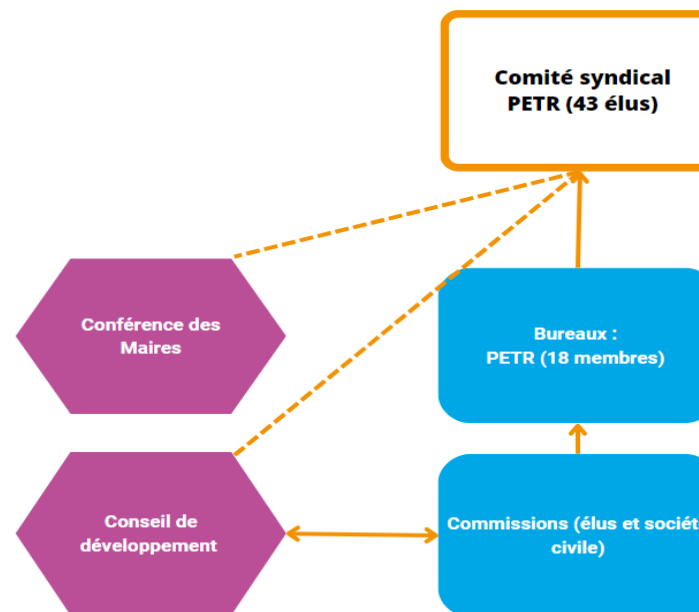 Comité syndical
PETR (43 élus)
Conférence des
Maires
Bureaux :
PETR (18 membres)
Conseil de
développement
Commissions (élus et société
civile)